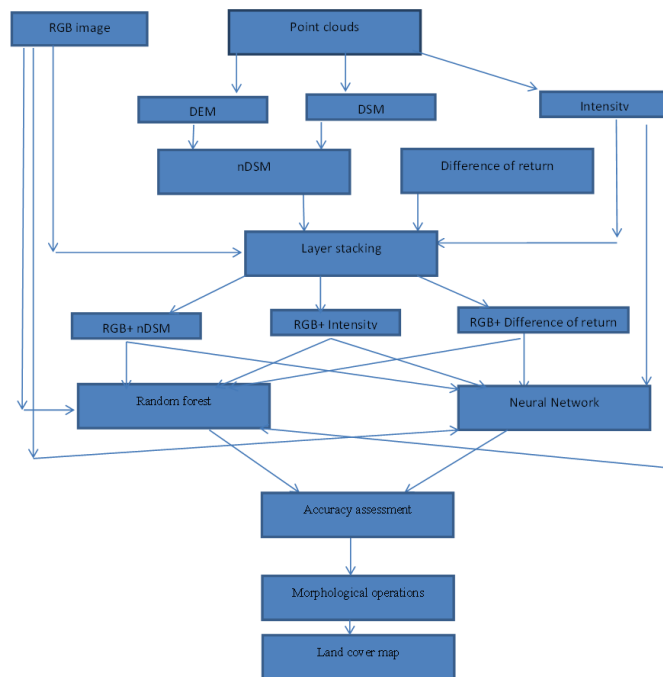 RGB image
Point clouds
DEM
DSM
Intensity
nDSM
Difference of return
Layer stacking
RGB+ nDSM
RGB+ Intensity
RGB+ Difference of return
Random forest
Neural Network
Accuracy assessment
Morphological operations
Land cover map